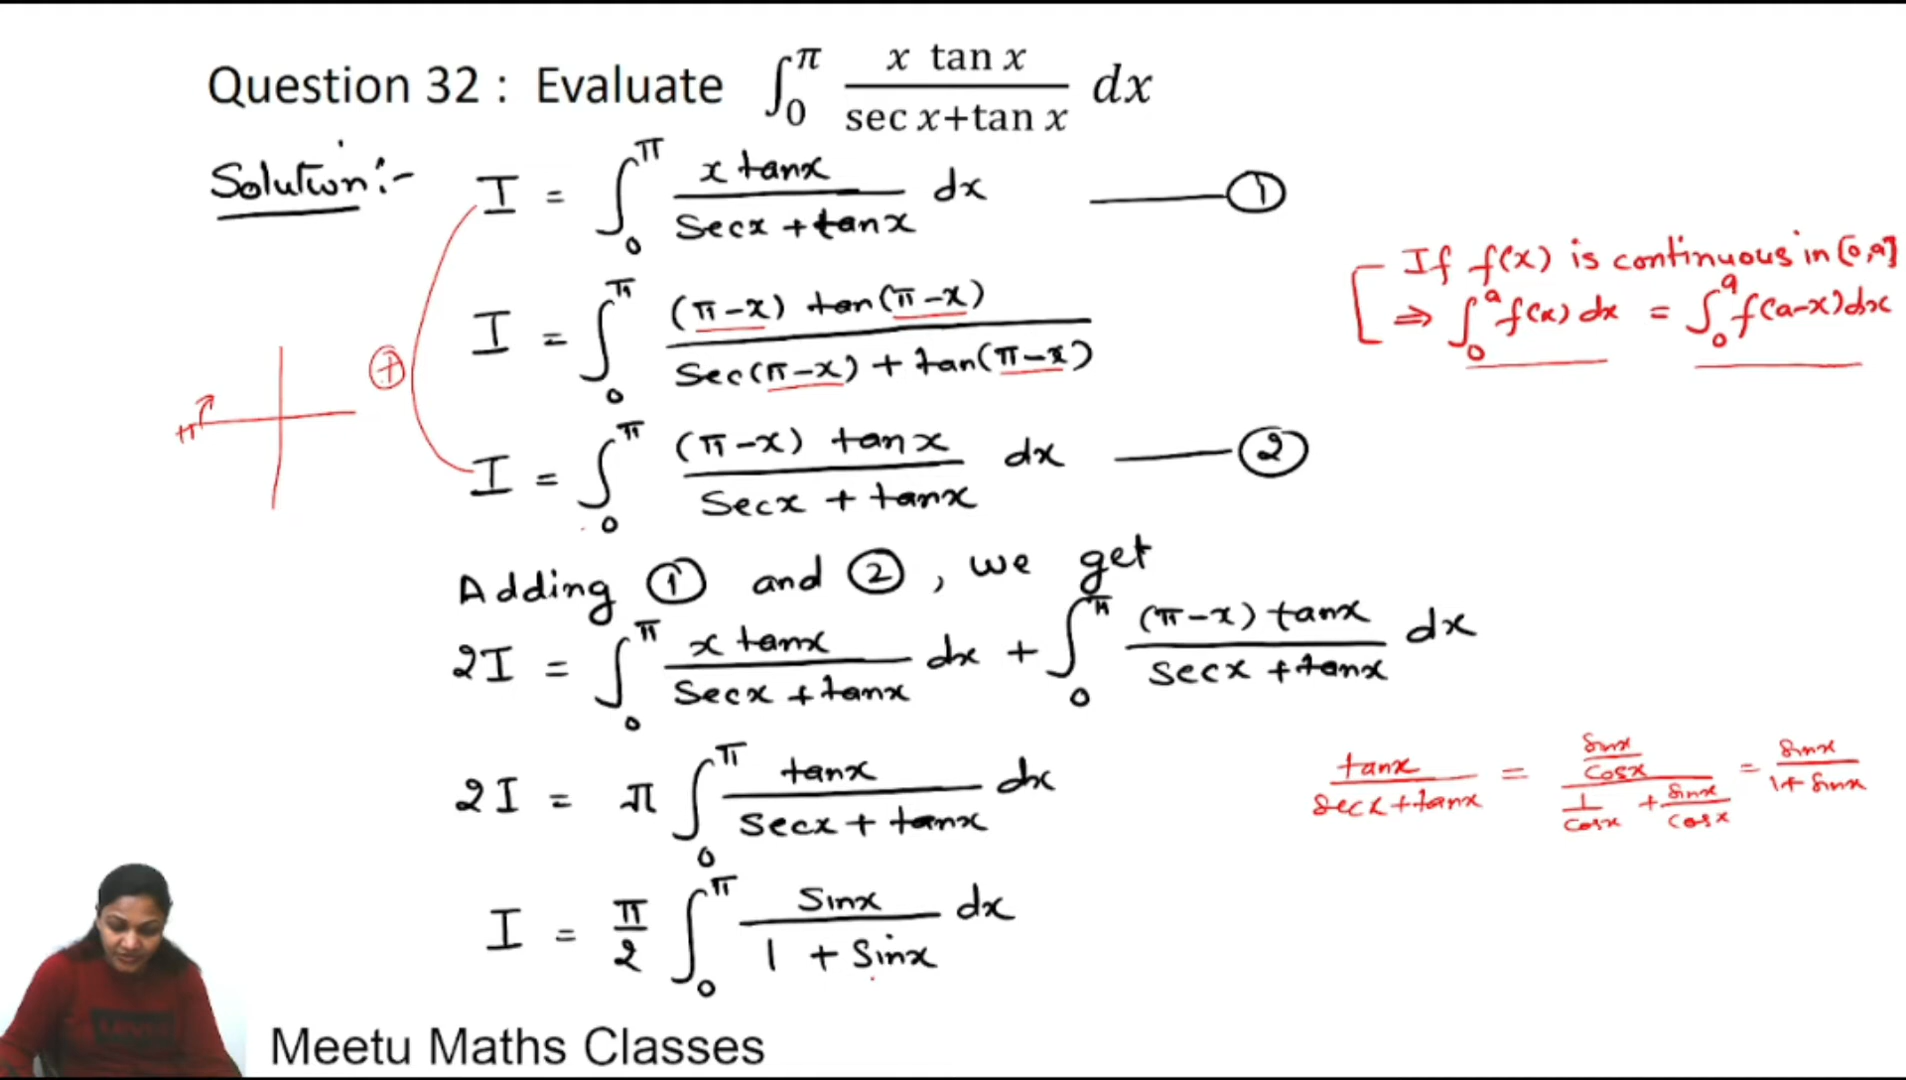 Question 32 : Evaluate ∫₀^π (x tan x)/(sec x+tan x) dx
Solution:- I = ∫₀^π (x tanx)/(Secx + tanx) dx —— ①
If f(x) is continuous in [0,a]
⇒ ∫₀^a f(x) dx = ∫₀^a f(a-x) dx
I = ∫₀^π ((π-x) tan(π-x))/(Sec(π-x) + tan(π-x))
⊕
π
I = ∫₀^π ((π-x) tanx)/(Secx + tanx) dx —— ②
Adding ① and ②, we get
2I = ∫₀^π (x tanx)/(Secx + tanx) dx + ∫₀^π ((π-x) tanx)/(secx + tanx) dx
2I = π ∫₀^π (tanx)/(Secx + tanx) dx
tanx/(secx+tanx) = (sinx/cosx)/(1/cosx + sinx/cosx) = sinx/(1+ sinx)
I = π/2 ∫₀^π (Sinx)/(1 + Sinx) dx
Meetu Maths Classes